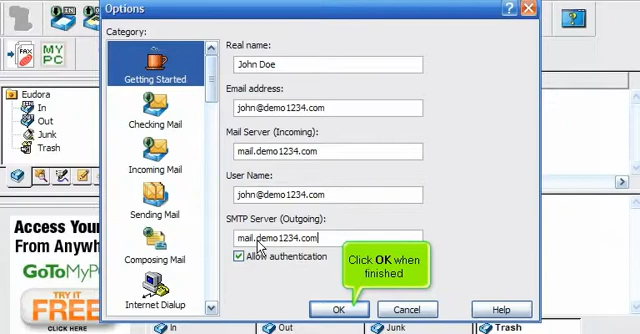 Options
IN
Category:
Real name:
John Doe
FAX
MY
PC
Getting Started
Email address:
john@demo1234.com
Eudora
In
Out
Junk
Trash
Checking Mail
Mail Server (Incoming):
mail.demo1234.com
Incoming Mail
User Name:
john@demo1234.com
Sending Mail
SMTP Server (Outgoing):
mail.demo1234.com
Allow authentication
Access Your
From Anywh
GoToMyP
TRY IT
FREE
CLICK HERE
Composing Mail
Internet Dialup
Click OK when
finished
OK
Cancel
Help
In
Out
Junk
Trash